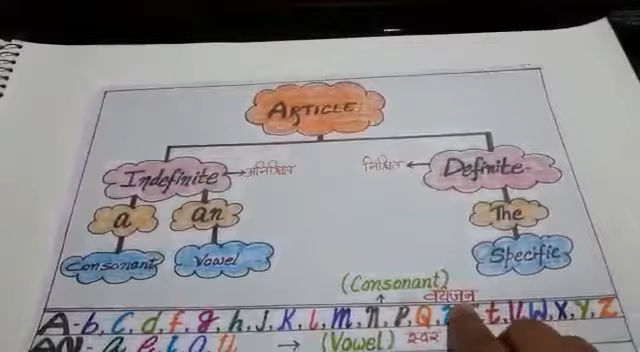 ARTICLE
Indefinite → अनिश्चित
निश्चित ← Definite
a
an
The
Consonant
Vowel
Specific
(Consonant)
व्यंजन
A - b, c, d, f, g, h, J, K, l, m, n, P, Q, t, V, W, X, Y, Z
AN - a, e, i, o, u → (Vowel) स्वर